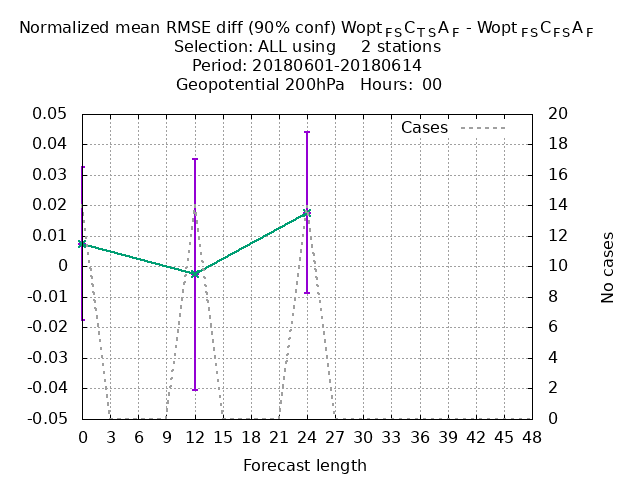 Normalized mean RMSE diff (90% conf) Wopt FS C TS A F - Wopt FS C FS A F
Selection: ALL using 2 stations
Period: 20180601-20180614
Geopotential 200hPa Hours: 00
Cases
0.05
0.04
0.03
0.02
0.01
0
-0.01
-0.02
-0.03
-0.04
-0.05
20
18
16
14
12
10
8
6
4
2
0
No cases
0 3 6 9 12 15 18 21 24 27 30 33 36 39 42 45 48
Forecast length